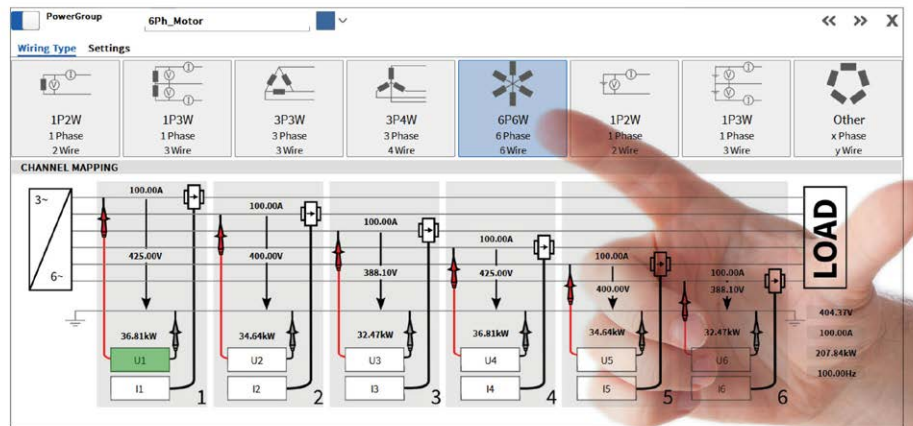 PowerGroup
6Ph_Motor
<< >> X
Wiring Type Settings
1P2W
1 Phase
2 Wire
1P3W
1 Phase
3 Wire
3P3W
3 Phase
3 Wire
3P4W
3 Phase
4 Wire
6P6W
6 Phase
6 Wire
1P2W
1 Phase
2 Wire
1P3W
1 Phase
3 Wire
Other
x Phase
y Wire
CHANNEL MAPPING
3~
6~
100.00A
425.00V
36.81kW
U1
I1
1
100.00A
400.00V
34.64kW
U2
I2
2
100.00A
388.10V
32.47kW
U3
I3
3
100.00A
425.00V
36.81kW
U4
I4
4
100.00A
400.00V
34.64kW
U5
I5
5
100.00A
388.10V
32.47kW
U6
I6
6
LOAD
404.37V
100.00A
207.84kW
100.00Hz